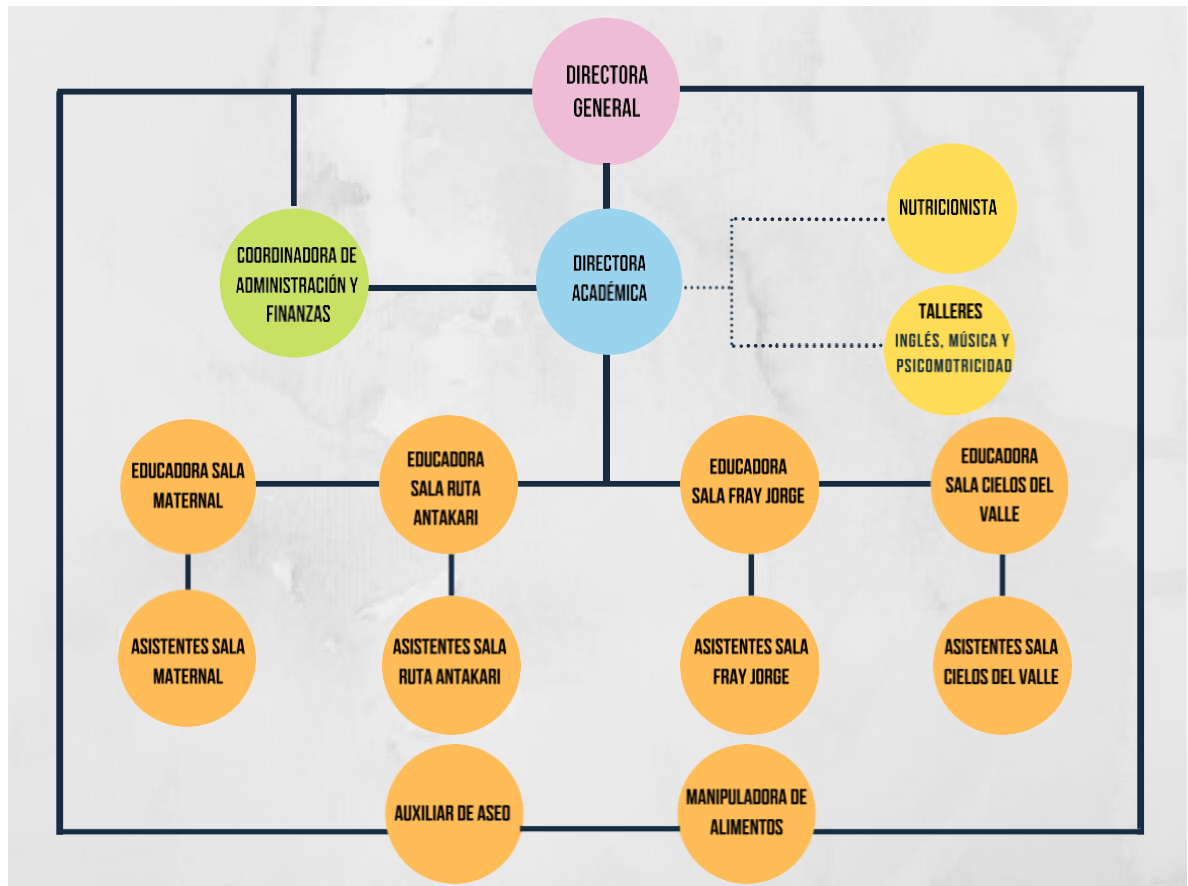 DIRECTORA
GENERAL
NUTRICIONISTA
COORDINADORA DE
ADMINISTRACIÓN Y
FINANZAS
DIRECTORA
ACADÉMICA
TALLERES
INGLÉS, MÚSICA Y
PSICOMOTRICIDAD
EDUCADORA SALA
MATERNAL
EDUCADORA
SALA RUTA
ANTAKARI
EDUCADORA
SALA FRAY JORGE
EDUCADORA
SALA CIELOS DEL
VALLE
ASISTENTES SALA
MATERNAL
ASISTENTES SALA
RUTA ANTAKARI
ASISTENTES SALA
FRAY JORGE
ASISTENTES SALA
CIELOS DEL VALLE
AUXILIAR DE ASEO
MANIPULADORA DE
ALIMENTOS